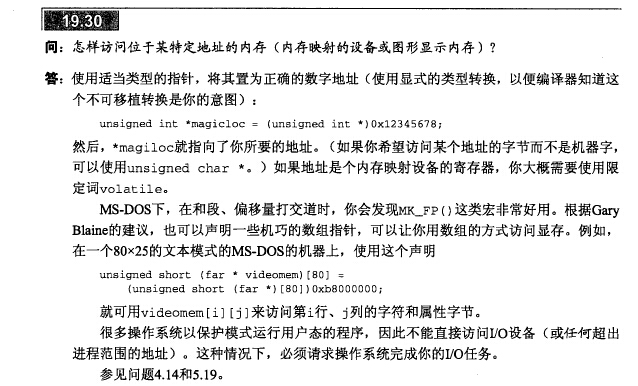 19.30
问：怎样访问位于某特定地址的内存（内存映射的设备或图形显示内存）？
答：使用适当类型的指针，将其置为正确的数字地址（使用显式的类型转换，以便编译器知道这
个不可移植转换是你的意图）：
unsigned int *magicloc = (unsigned int *)0x12345678;
然后，*magiloc就指向了你所要的地址。（如果你希望访问某个地址的字节而不是机器字，
可以使用unsigned char *。）如果地址是个内存映射设备的寄存器，你大概需要使用限
定词volatile。
MS-DOS下，在和段、偏移量打交道时，你会发现MK_FP()这类宏非常好用。根据Gary
Blaine的建议，也可以声明一些机巧的数组指针，可以让你用数组的方式访问显存。例如，
在一个80×25的文本模式的MS-DOS的机器上，使用这个声明
unsigned short (far * videomem)[80] =
(unsigned short (far *)[80])0xb8000000;
就可用videomem[i][j]来访问第i行、j列的字符和属性字节。
很多操作系统以保护模式运行用户态的程序，因此不能直接访问I/O设备（或任何超出
进程范围的地址）。这种情况下，必须请求操作系统完成你的I/O任务。
参见问题4.14和5.19。